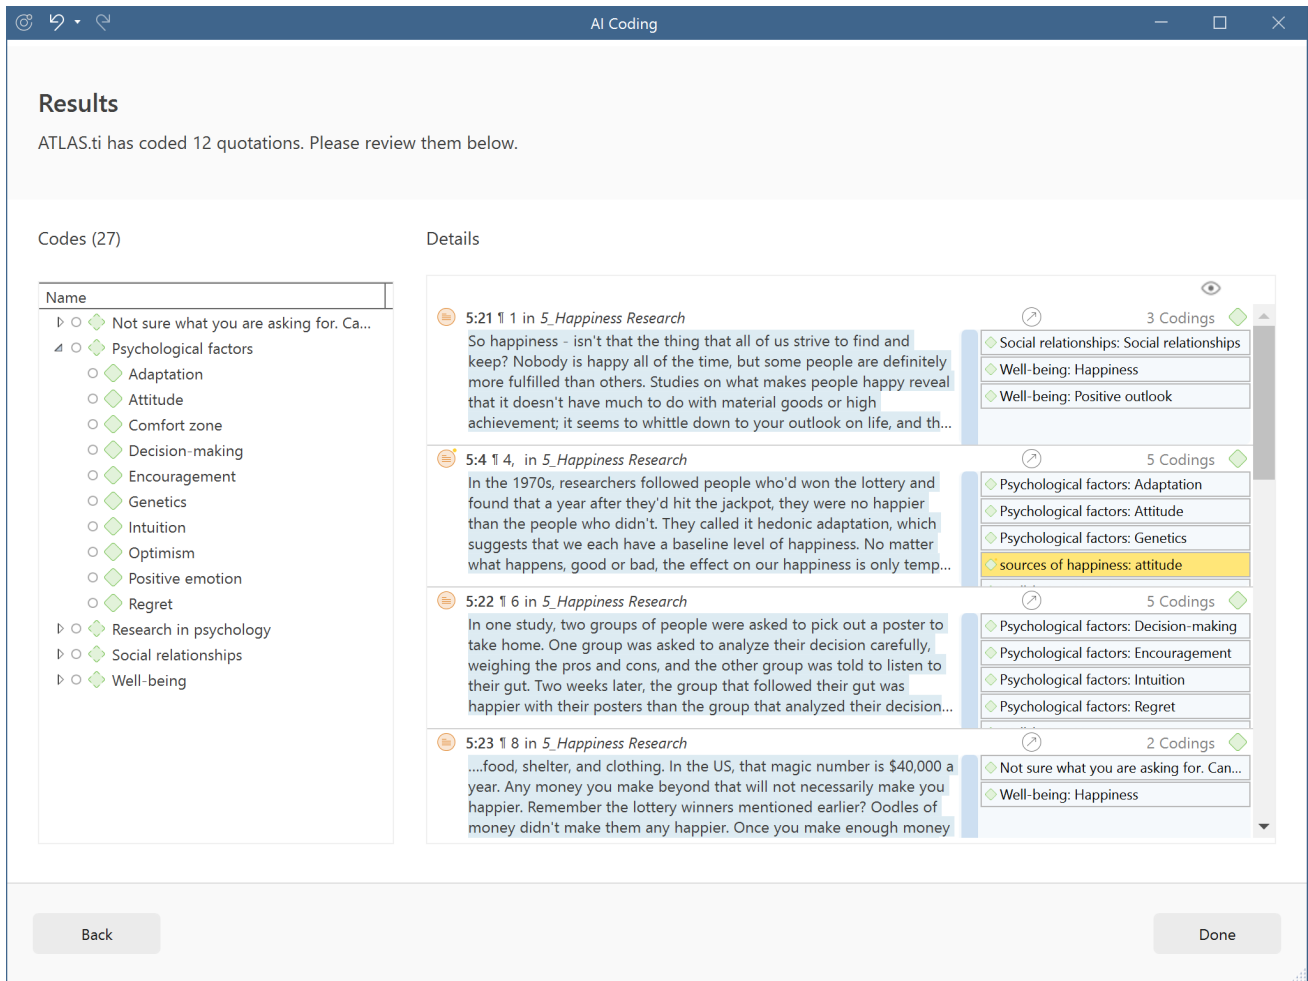 AI Coding
Results
ATLAS.ti has coded 12 quotations. Please review them below.
Codes (27)
Name
Not sure what you are asking for. Ca...
Psychological factors
Adaptation
Attitude
Comfort zone
Decision-making
Encouragement
Genetics
Intuition
Optimism
Positive emotion
Regret
Research in psychology
Social relationships
Well-being
Details
5:21 ¶ 1 in 5_Happiness Research
3 Codings
So happiness - isn't that the thing that all of us strive to find and
keep? Nobody is happy all of the time, but some people are definitely
more fulfilled than others. Studies on what makes people happy reveal
that it doesn't have much to do with material goods or high
achievement; it seems to whittle down to your outlook on life, and th...
Social relationships: Social relationships
Well-being: Happiness
Well-being: Positive outlook
5:4 ¶ 4, in 5_Happiness Research
5 Codings
In the 1970s, researchers followed people who'd won the lottery and
found that a year after they'd hit the jackpot, they were no happier
than the people who didn't. They called it hedonic adaptation, which
suggests that we each have a baseline level of happiness. No matter
what happens, good or bad, the effect on our happiness is only temp...
Psychological factors: Adaptation
Psychological factors: Attitude
Psychological factors: Genetics
sources of happiness: attitude
5:22 ¶ 6 in 5_Happiness Research
5 Codings
In one study, two groups of people were asked to pick out a poster to
take home. One group was asked to analyze their decision carefully,
weighing the pros and cons, and the other group was told to listen to
their gut. Two weeks later, the group that followed their gut was
happier with their posters than the group that analyzed their decision...
Psychological factors: Decision-making
Psychological factors: Encouragement
Psychological factors: Intuition
Psychological factors: Regret
5:23 ¶ 8 in 5_Happiness Research
2 Codings
....food, shelter, and clothing. In the US, that magic number is $40,000 a
year. Any money you make beyond that will not necessarily make you
happier. Remember the lottery winners mentioned earlier? Oodles of
money didn't make them any happier. Once you make enough money
Not sure what you are asking for. Can...
Well-being: Happiness
Back
Done